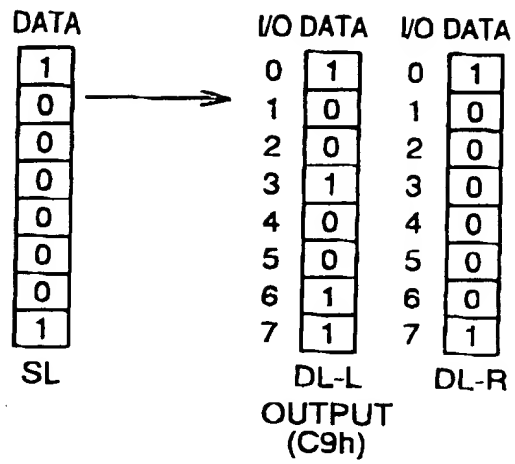 DATA I/O DATA I/O DATA
1 0 1 0 1
0 1 0 1 0
0 2 0 2 0
0 3 1 3 0
0 4 0 4 0
0 5 0 5 0
0 6 1 6 0
1 7 1 7 1
SL DL-L DL-R
OUTPUT
(C9h)